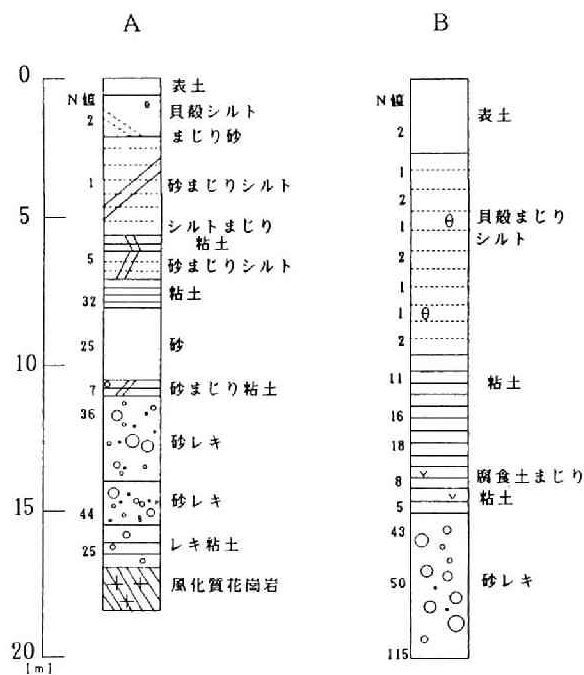 A
B
0
5
10
15
20
[m]
N値
2
1
5
32
25
7
36
44
25
表土
貝殻シルト
まじり砂
砂まじりシルト
シルトまじり
粘土
砂まじりシルト
粘土
砂
砂まじり粘土
砂レキ
砂レキ
レキ粘土
風化質花崗岩
N値
2
1
2
1
2
1
1
2
11
16
18
8
5
43
50
115
表土
貝殻まじり
シルト
粘土
腐食土まじり
粘土
砂レキ